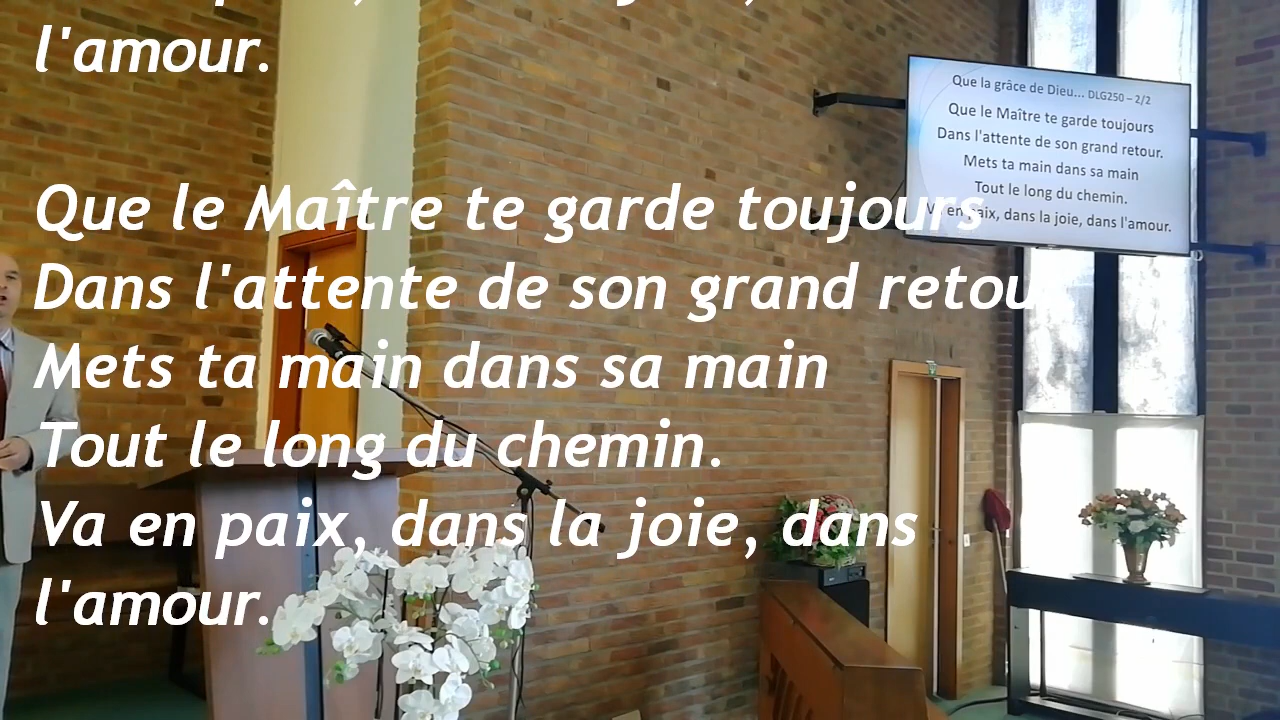 l'amour.
Que le Maître te garde toujours
Dans l'attente de son grand retou
Mets ta main dans sa main
Tout le long du chemin.
Va en paix, dans la joie, dans
l'amour.
Que la grâce de Dieu... DLG250 – 2/2
Que le Maître te garde toujours
Dans l'attente de son grand retour.
Mets ta main dans sa main
Tout le long du chemin.
Va en paix, dans la joie, dans l'amour.